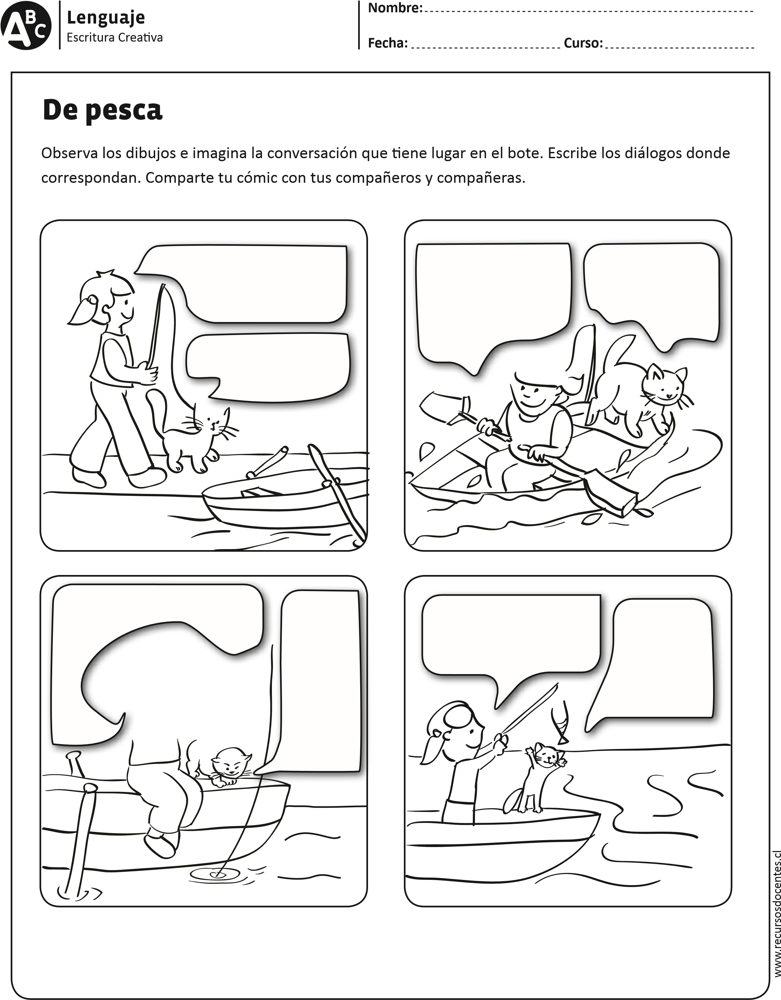 A B C
Lenguaje
Escritura Creativa
Nombre:
Fecha: Curso:
De pesca
Observa los dibujos e imagina la conversación que tiene lugar en el bote. Escribe los diálogos donde
correspondan. Comparte tu cómic con tus compañeros y compañeras.
www.recursosdocentes.cl